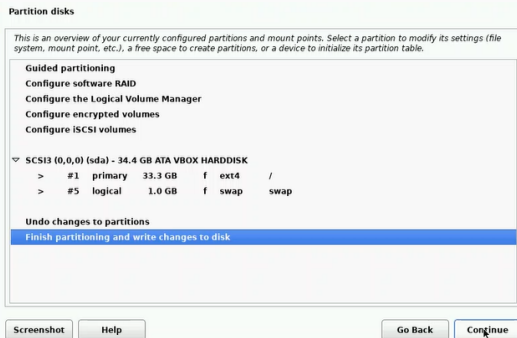 Partition disks
This is an overview of your currently configured partitions and mount points. Select a partition to modify its settings (file
system, mount point, etc.), a free space to create partitions, or a device to initialize its partition table.
Guided partitioning
Configure software RAID
Configure the Logical Volume Manager
Configure encrypted volumes
Configure iSCSI volumes
SCSI3 (0,0,0) (sda) - 34.4 GB ATA VBOX HARDDISK
> #1 primary 33.3 GB f ext4 /
> #5 logical 1.0 GB f swap swap
Undo changes to partitions
Finish partitioning and write changes to disk
Screenshot Help Go Back Continue